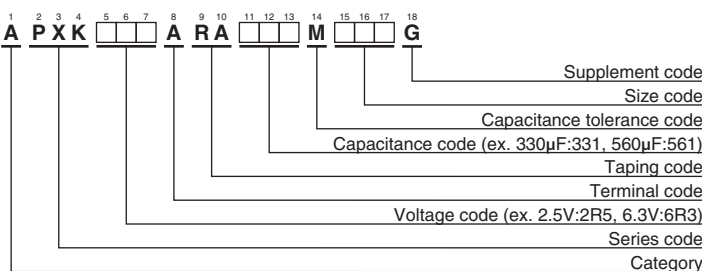 1 2 3 4 5 6 7 8 9 10 11 12 13 14 15 16 17 18
A P X K A R A M G
Supplement code
Size code
Capacitance tolerance code
Capacitance code (ex. 330µF:331, 560µF:561)
Taping code
Terminal code
Voltage code (ex. 2.5V:2R5, 6.3V:6R3)
Series code
Category